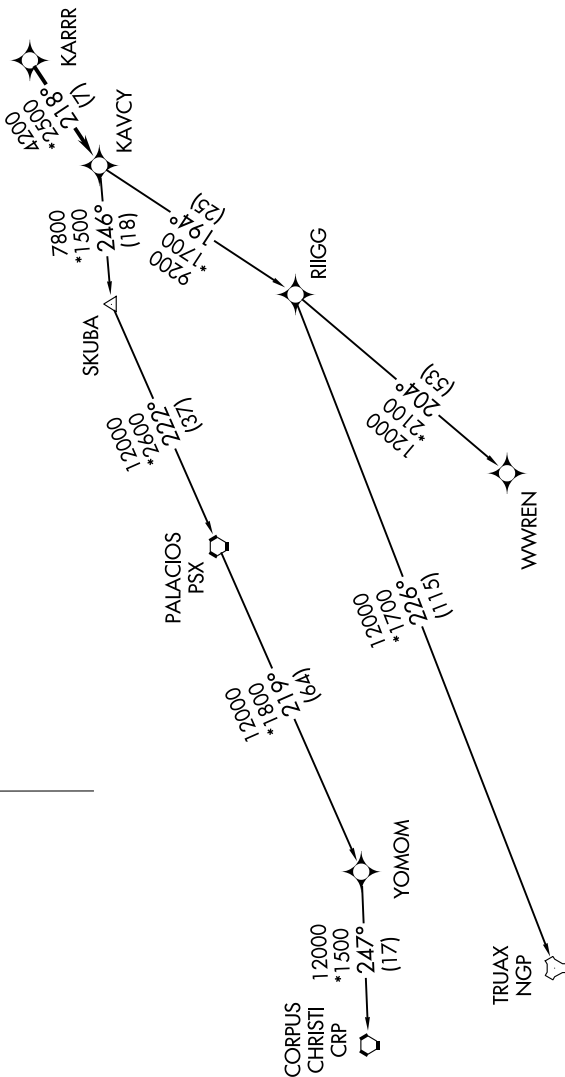 KARRR
4200
*2500
218°
(7)
KAVCY
7800
*1500
246°
(18)
9200
*1700
194°
(25)
SKUBA
RIIGG
12000
*2600
222°
(37)
12000
*2100
204°
(53)
PALACIOS
PSX
WWREN
12000
*1700
226°
(115)
12000
*1800
219°
(64)
YOMOM
12000
*1500
247°
(17)
CORPUS
CHRISTI
CRP
TRUAX
NGP